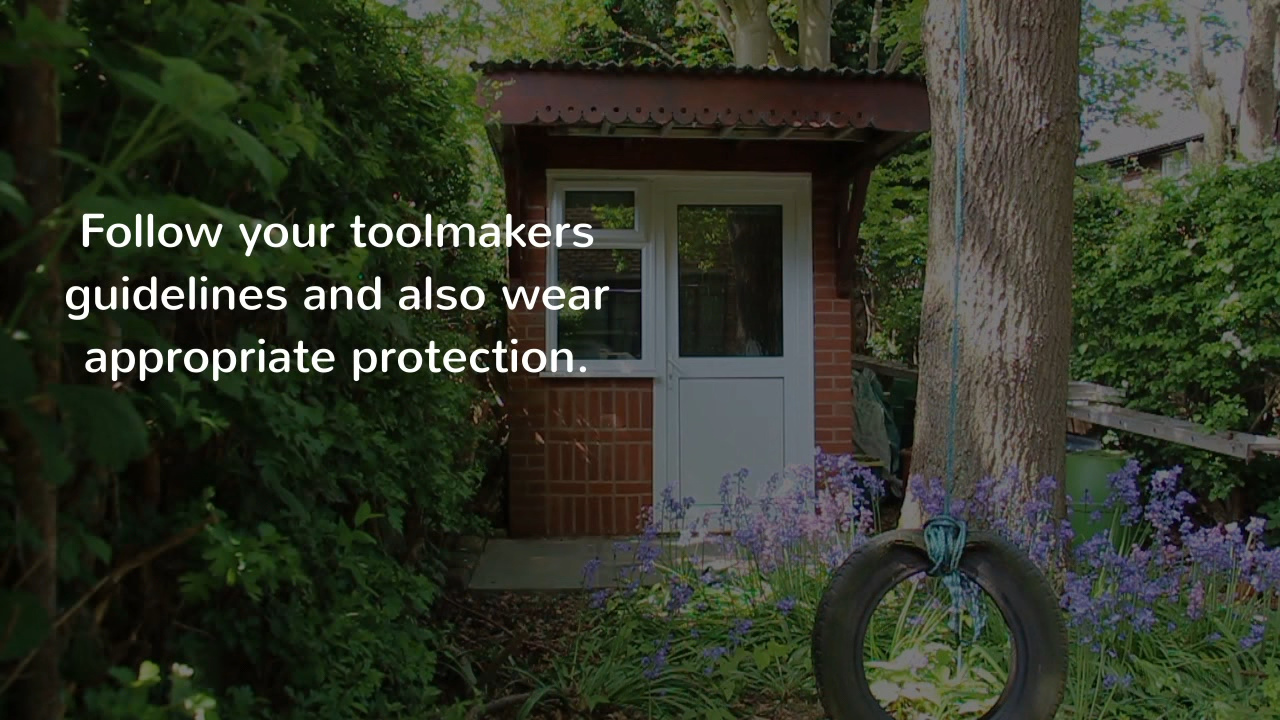 Follow your toolmakers
guidelines and also wear
appropriate protection.